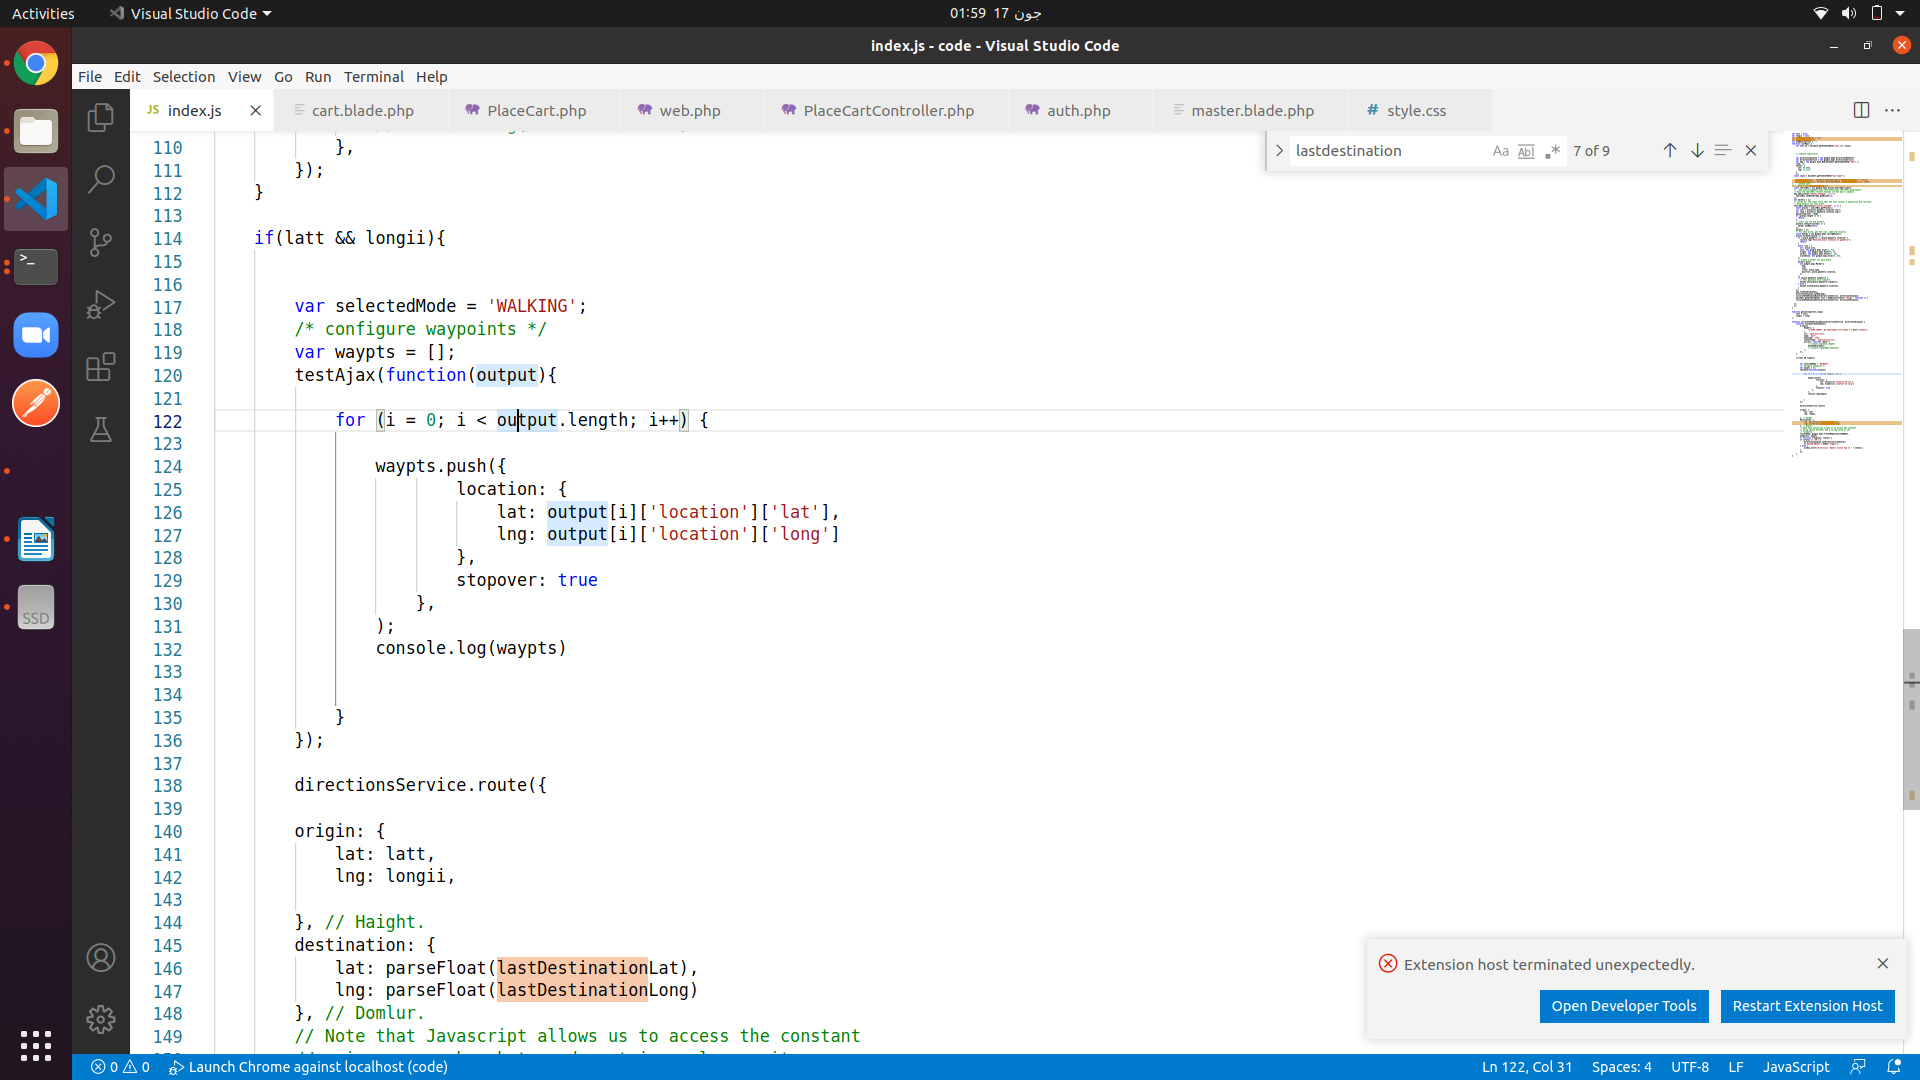 Activities
Visual Studio Code
01:59 17 جون
index.js - code - Visual Studio Code
File Edit Selection View Go Run Terminal Help
JS index.js
cart.blade.php
PlaceCart.php
web.php
PlaceCartController.php
auth.php
master.blade.php
# style.css
lastdestination Aa Abl .* 7 of 9
110 },
111 });
112 }
113
114 if(latt && longii){
115
116
117 var selectedMode = 'WALKING';
118 /* configure waypoints */
119 var waypts = [];
120 testAjax(function(output){
121
122 for (i = 0; i < output.length; i++) {
123
124 waypts.push({
125 location: {
126 lat: output[i]['location']['lat'],
127 lng: output[i]['location']['long']
128 },
129 stopover: true
130 },
131 );
132 console.log(waypts)
133
134
135 }
136 });
137
138 directionsService.route({
139
140 origin: {
141 lat: latt,
142 lng: longii,
143
144 }, // Haight.
145 destination: {
146 lat: parseFloat(lastDestinationLat),
147 lng: parseFloat(lastDestinationLong)
148 }, // Domlur.
149 // Note that Javascript allows us to access the constant
SSD
Extension host terminated unexpectedly.
Open Developer Tools
Restart Extension Host
0 0 Launch Chrome against localhost (code)
Ln 122, Col 31 Spaces: 4 UTF-8 LF JavaScript